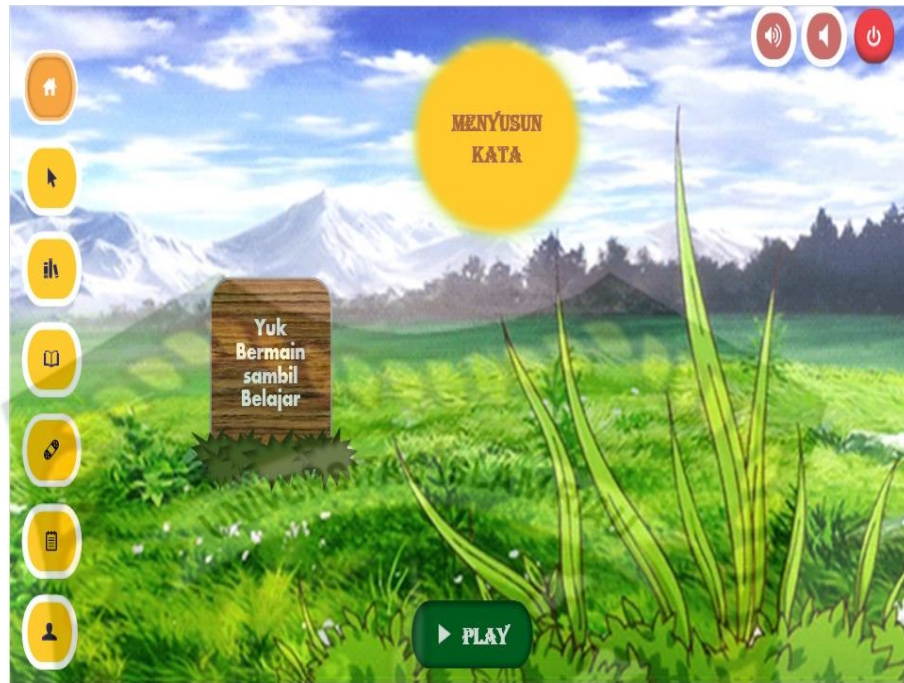 MENYUSUN
KATA
Yuk
Bermain
sambil
Belajar
PLAY